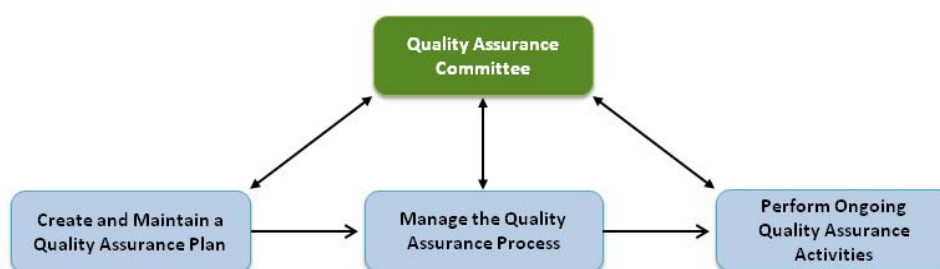 Quality Assurance
Committee
Create and Maintain a
Quality Assurance Plan
Manage the Quality
Assurance Process
Perform Ongoing
Quality Assurance
Activities